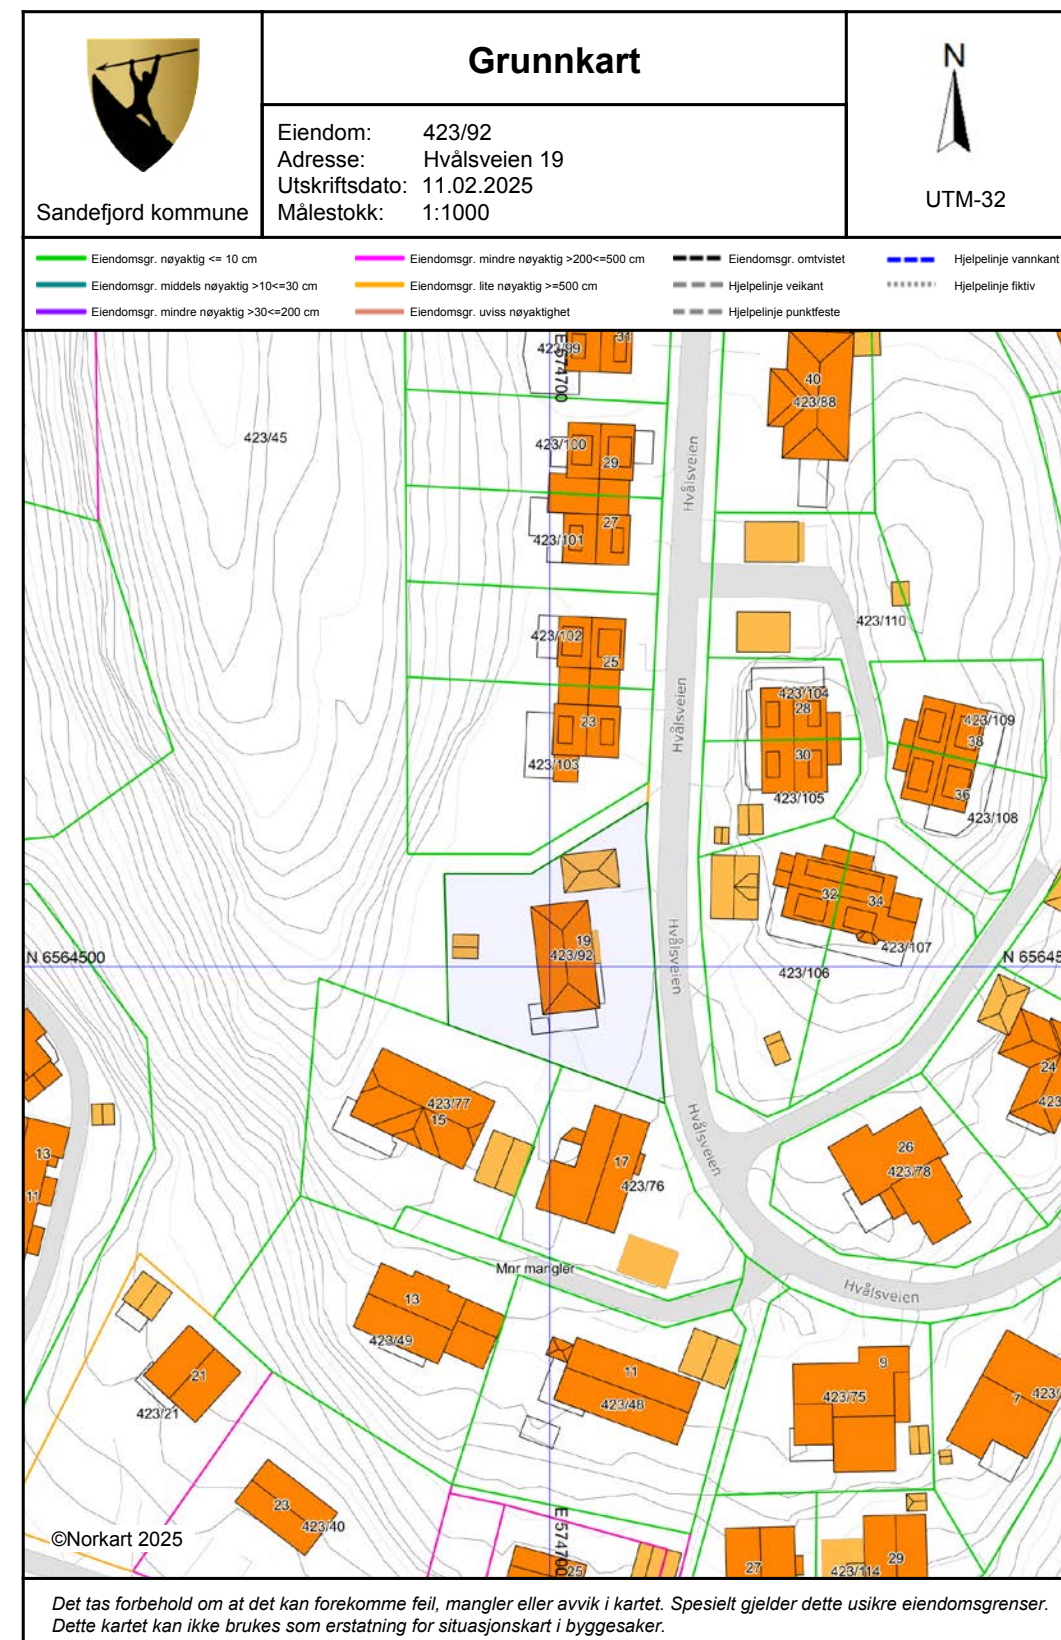 Sandefjord kommune
Grunnkart
Eiendom: 423/92
Adresse: Hvålsveien 19
Utskriftsdato: 11.02.2025
Målestokk: 1:1000
N
UTM-32
Eiendomsgr. nøyaktig <= 10 cm
Eiendomsgr. middels nøyaktig >10<=30 cm
Eiendomsgr. mindre nøyaktig >30<=200 cm
Eiendomsgr. mindre nøyaktig >200<=500 cm
Eiendomsgr. lite nøyaktig >=500 cm
Eiendomsgr. uviss nøyaktighet
Eiendomsgr. omtvistet
Hjelpelinje veikant
Hjelpelinje punktfeste
Hjelpelinje vannkant
Hjelpelinje fiktiv
31
423/99
E 574700
40
423/88
423/45
423/100
29
Hvålsveien
27
423/101
423/110
423/102
25
423/104
28
423/109
38
Hvålsveien
23
30
423/103
423/105
36
423/108
32
34
19
423/92
423/107
N 6564500
Hvålsveien
423/106
N 65645
24
423
423/77
15
13
Hvålsveien
26
17
423/78
423/76
11
Mnr mangler
Hvålsveien
13
423/49
9
11
21
423/75
7
423/
423/48
423/21
23
423/40
E 574700
©Norkart 2025
25
27
423/114
29
Det tas forbehold om at det kan forekomme feil, mangler eller avvik i kartet. Spesielt gjelder dette usikre eiendomsgrenser.
Dette kartet kan ikke brukes som erstatning for situasjonskart i byggesaker.